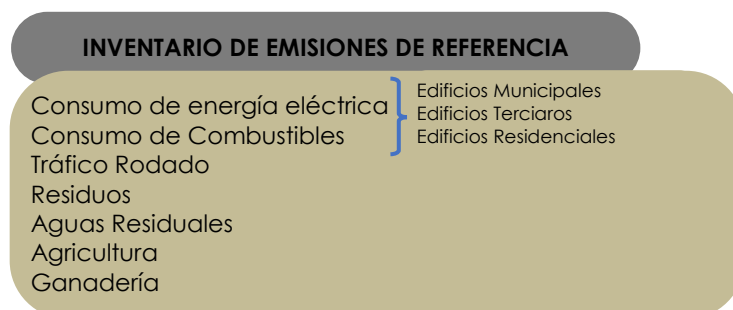 INVENTARIO DE EMISIONES DE REFERENCIA
Consumo de energía eléctrica
Consumo de Combustibles
Tráfico Rodado
Residuos
Aguas Residuales
Agricultura
Ganadería
Edificios Municipales
Edificios Terciaros
Edificios Residenciales